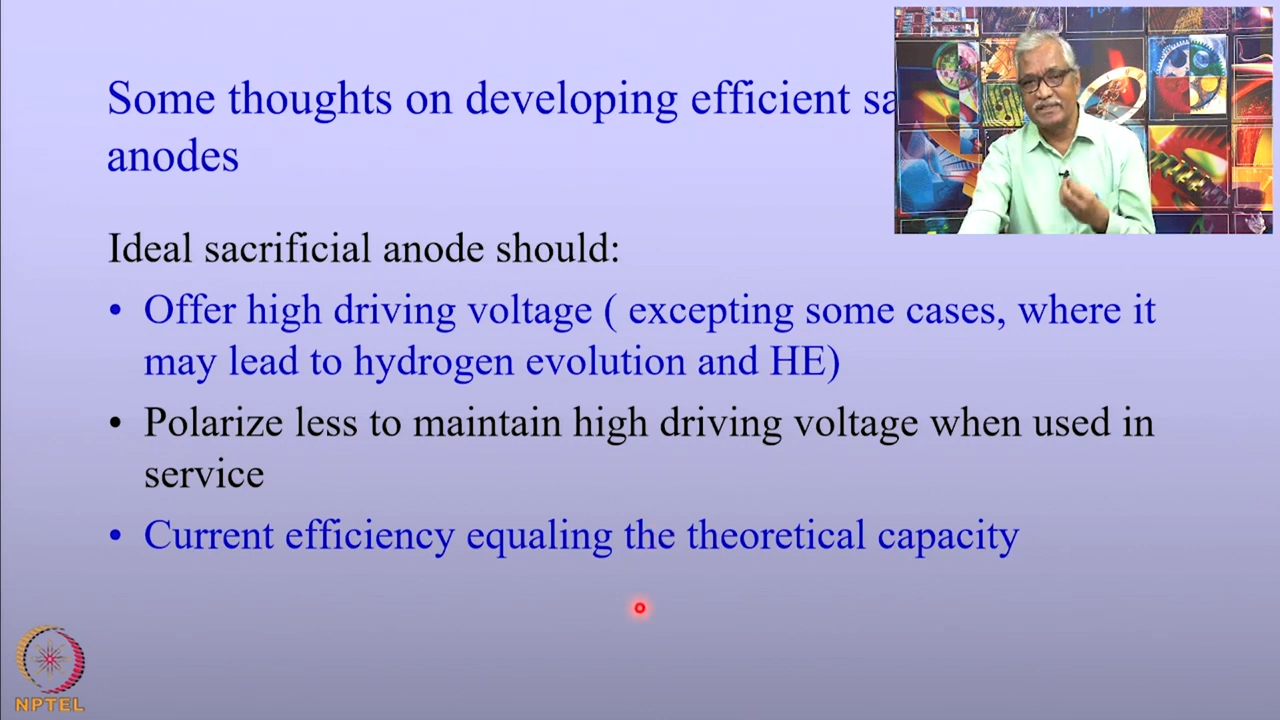 Some thoughts on developing efficient sa
anodes
Ideal sacrificial anode should:
• Offer high driving voltage ( excepting some cases, where it
may lead to hydrogen evolution and HE)
• Polarize less to maintain high driving voltage when used in
service
• Current efficiency equaling the theoretical capacity
NPTEL